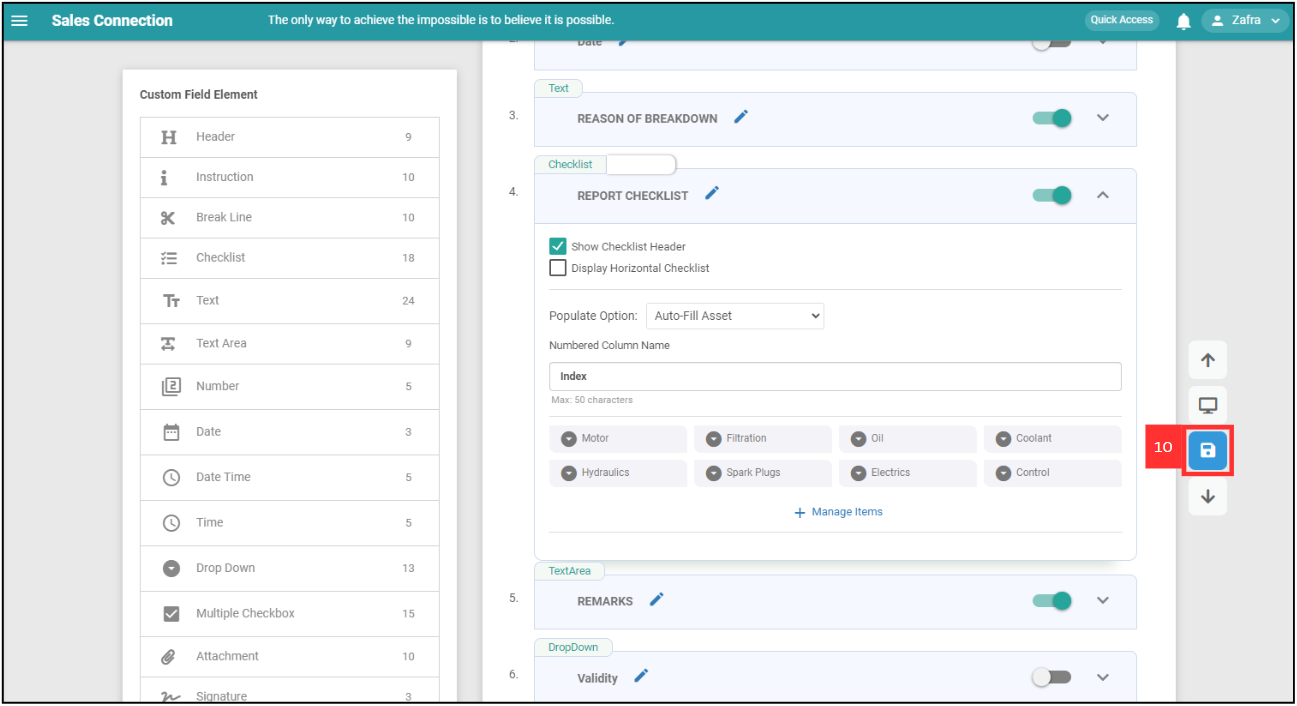 Sales Connection
The only way to achieve the impossible is to believe it is possible.
Quick Access
Zafra
Custom Field Element
Header 9
Instruction 10
Break Line 10
Checklist 18
Text 24
Text Area 9
Number 5
Date 3
Date Time 5
Time 5
Drop Down 13
Multiple Checkbox 15
Attachment 10
Signature 3
2. Date
Text
3. REASON OF BREAKDOWN
Checklist
4. REPORT CHECKLIST
Show Checklist Header
Display Horizontal Checklist
Populate Option: Auto-Fill Asset
Numbered Column Name
Index
Max: 50 characters
Motor Filtration Oil Coolant
Hydraulics Spark Plugs Electrics Control
+ Manage Items
TextArea
5. REMARKS
DropDown
6. Validity
10